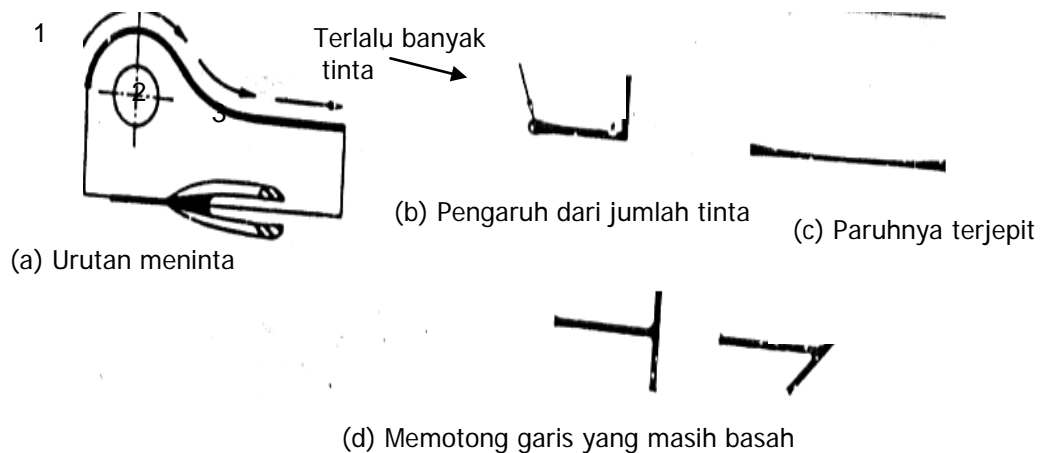 1
Terlalu banyak
tinta
2
3
(b) Pengaruh dari jumlah tinta
(c) Paruhnya terjepit
(a) Urutan meninta
(d) Memotong garis yang masih basah